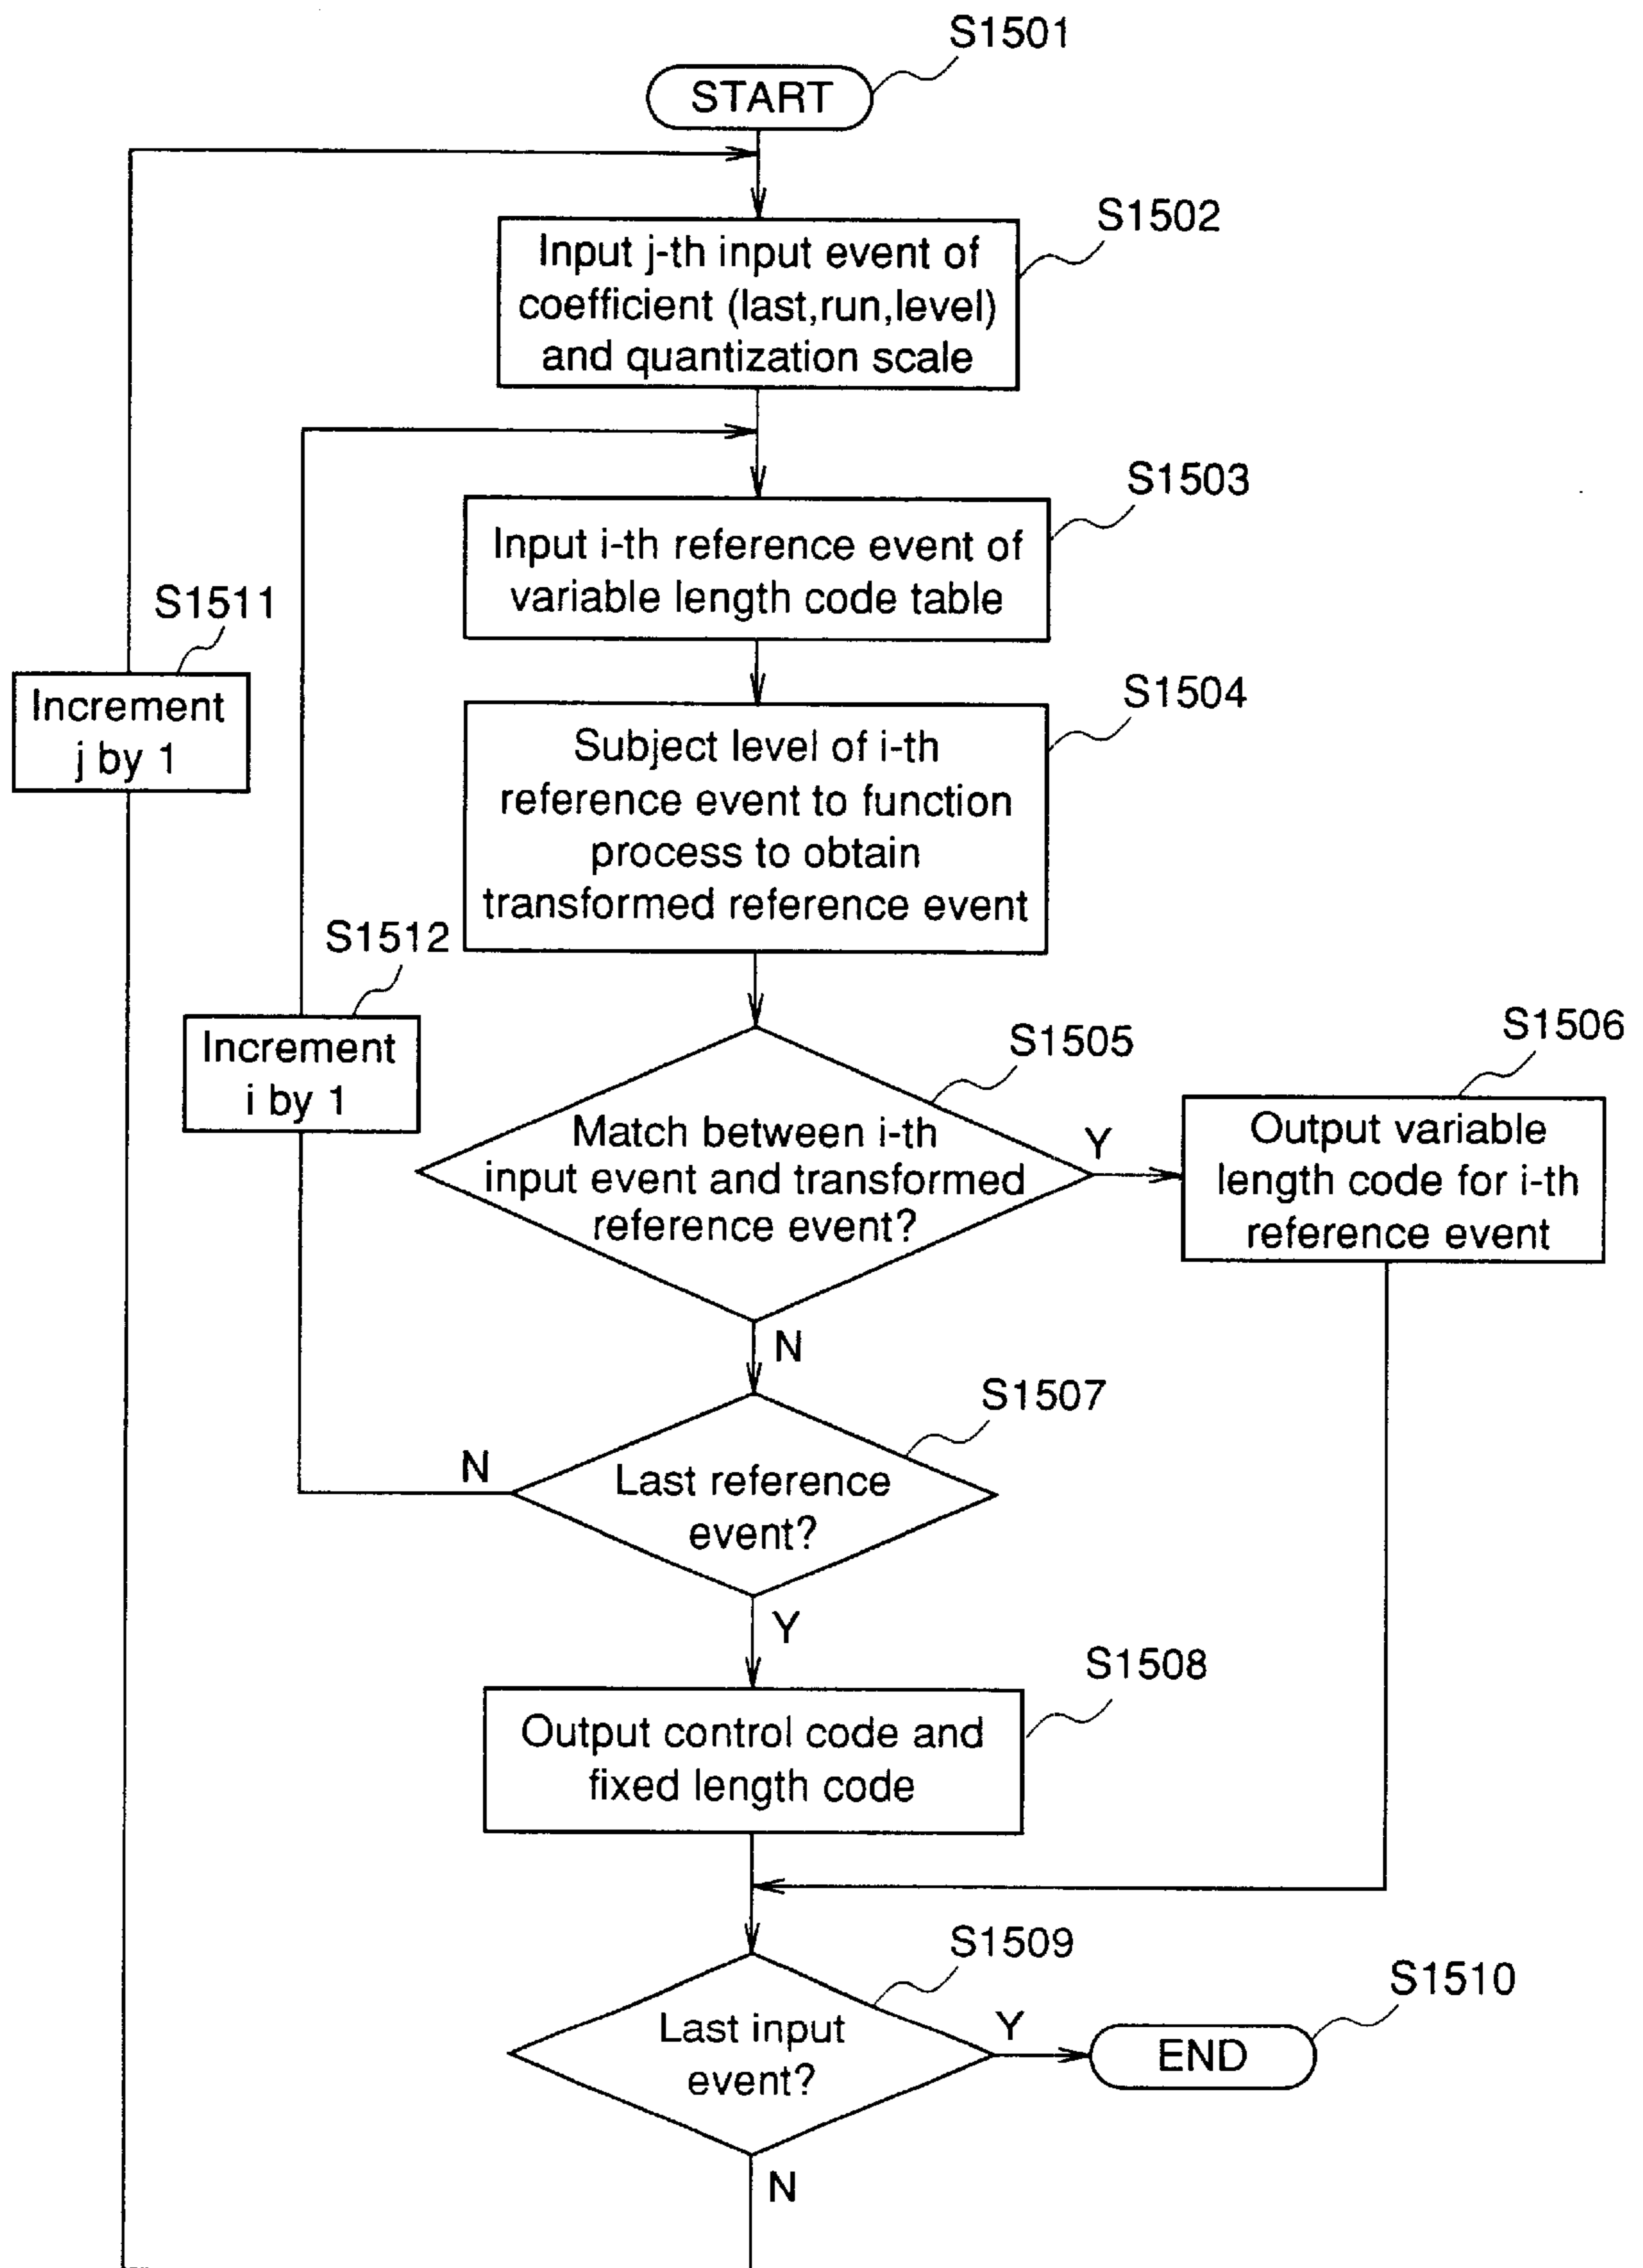 S1501
START
S1502
Input j-th input event of
coefficient (last,run,level)
and quantization scale
S1503
Input i-th reference event of
variable length code table
S1511
Increment
j by 1
S1504
Subject level of i-th
reference event to function
process to obtain
transformed reference event
S1512
Increment
i by 1
S1505
Match between i-th
input event and transformed
reference event?
Y
N
S1506
Output variable
length code for i-th
reference event
S1507
Last reference
event?
N
Y
S1508
Output control code and
fixed length code
S1509
Last input
event?
Y
N
S1510
END